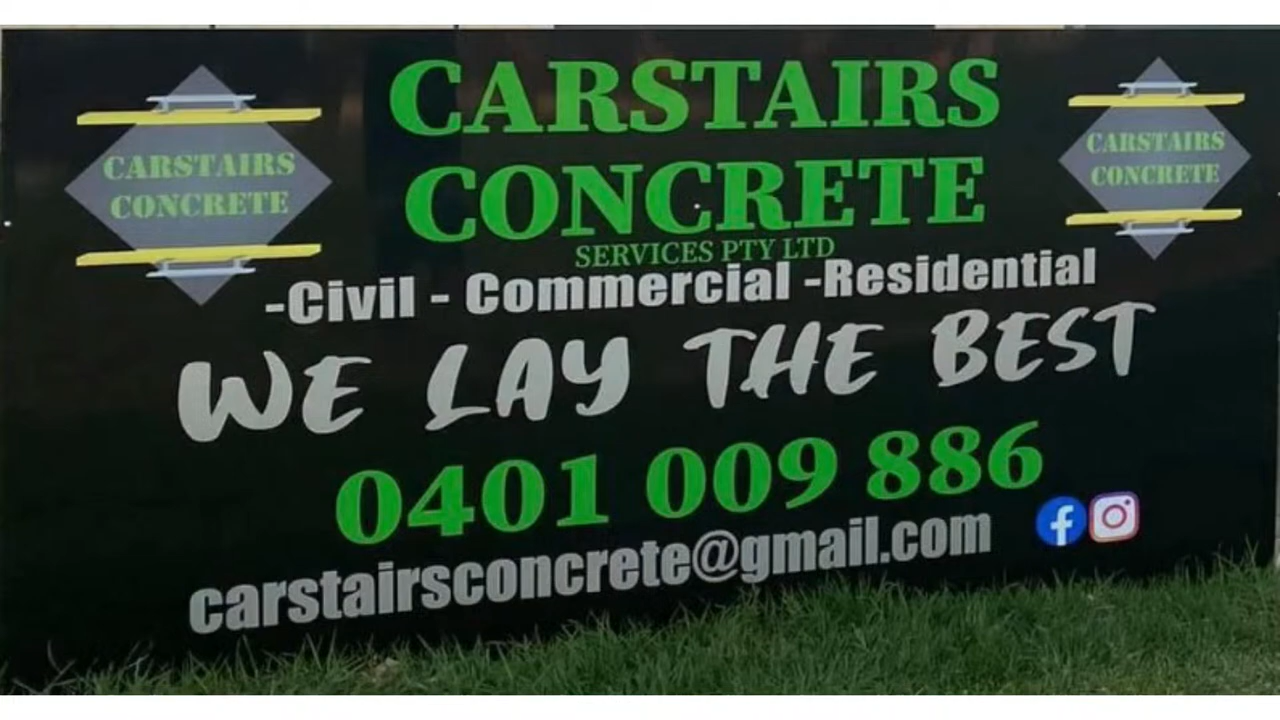 CARSTAIRS
CONCRETE
SERVICES PTY LTD
CARSTAIRS
CONCRETE
CARSTAIRS
CONCRETE
-Civil - Commercial -Residential
WE LAY THE BEST
0401 009 886
carstairsconcrete@gmail.com